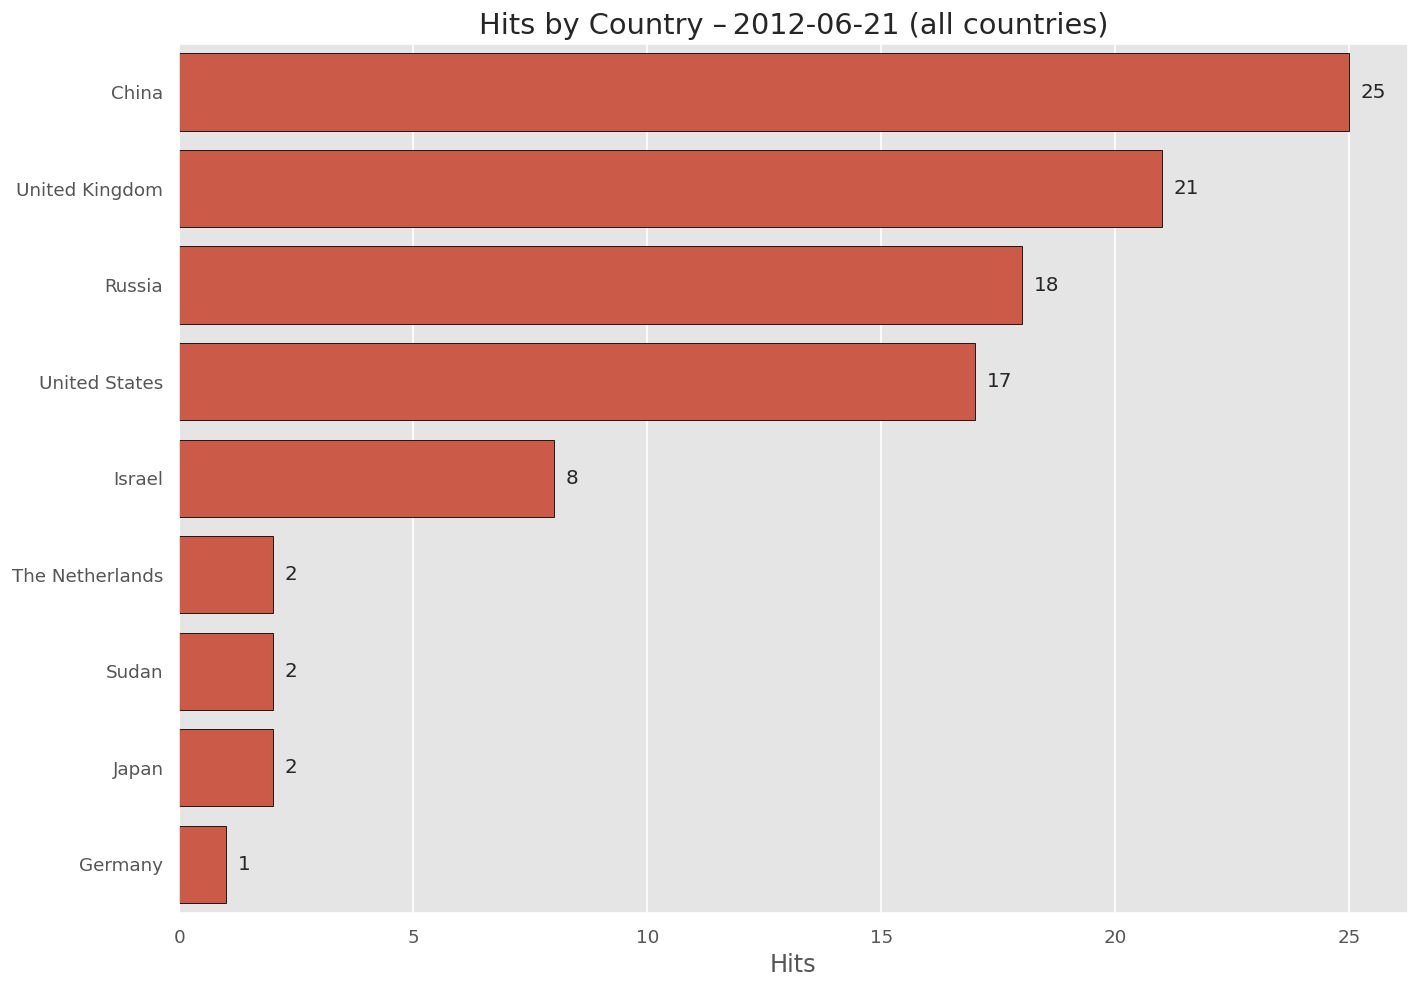 Hits by Country – 2012-06-21 (all countries)
China 25
United Kingdom 21
Russia 18
United States 17
Israel 8
The Netherlands 2
Sudan 2
Japan 2
Germany 1
0 5 10 15 20 25
Hits